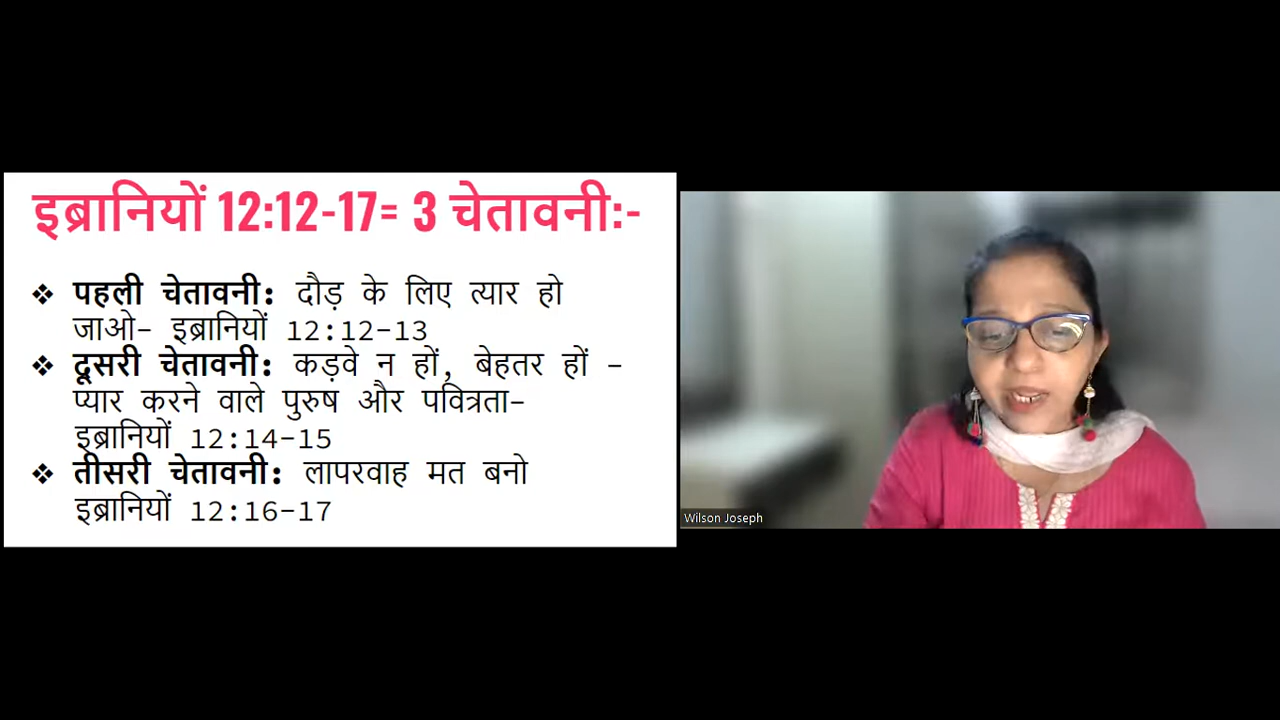 इब्रानियों 12:12-17= 3 चेतावनी:-
❖ पहली चेतावनी: दौड़ के लिए त्यार हो
जाओ- इब्रानियों 12:12-13
❖ दूसरी चेतावनी: कड़वे न हों, बेहतर हों -
प्यार करने वाले पुरुष और पवित्रता-
इब्रानियों 12:14-15
❖ तीसरी चेतावनी: लापरवाह मत बनो
इब्रानियों 12:16-17
Wilson Joseph